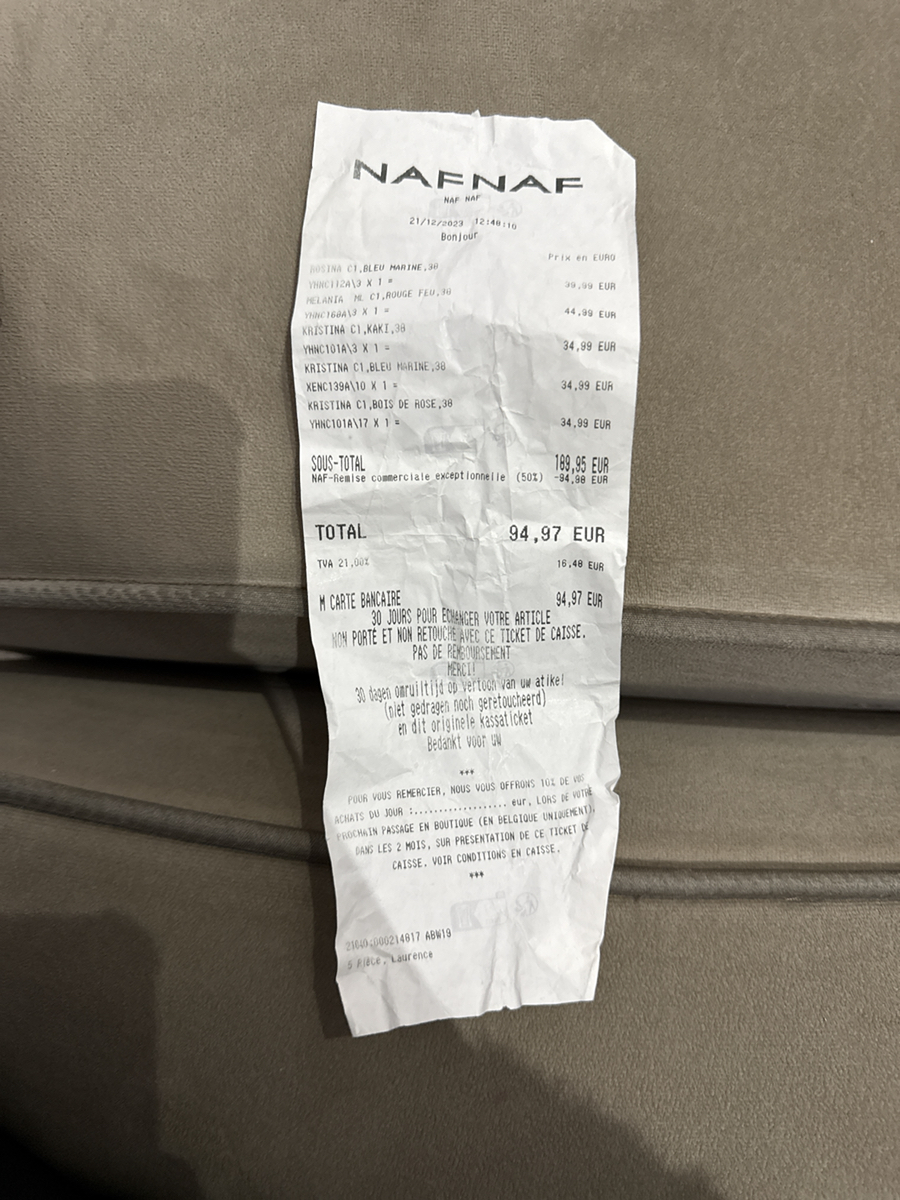 NAFNAF
NAF NAF
21/12/2023 12:48:10
Bonjour
Prix en EURO
ROSINA C1,BLEU MARINE,38
YHNC112A\3 X 1 = 39,99 EUR
MELANIA ML C1,ROUGE FEU,38
YHNC160A\3 X 1 = 44,99 EUR
KRISTINA C1,KAKI,38
YHNC101A\3 X 1 = 34,99 EUR
KRISTINA C1,BLEU MARINE,38
XENC139A\10 X 1 = 34,99 EUR
KRISTINA C1,BOIS DE ROSE,38
YHNC101A\17 X 1 = 34,99 EUR
SOUS-TOTAL 189,95 EUR
NAF-Remise commerciale exceptionnelle (50%) -94,98 EUR
TOTAL 94,97 EUR
TVA 21,00% 16,48 EUR
M CARTE BANCAIRE 94,97 EUR
30 JOURS POUR ECHANGER VOTRE ARTICLE
NON PORTÉ ET NON RETOUCHE AVEC CE TICKET DE CAISSE.
PAS DE REMBOURSEMENT
MERCI!
30 dagen omruiltijd op vertoon van uw atike!
(niet gedragen noch geretoucheerd)
en dit originele kassaticket
Bedankt voor uw
***
POUR VOUS REMERCIER, NOUS VOUS OFFRONS 10% DE VOS
ACHATS DU JOUR :.................. eur, LORS DE VOTRE
PROCHAIN PASSAGE EN BOUTIQUE (EN BELGIQUE UNIQUEMENT),
DANS LES 2 MOIS, SUR PRESENTATION DE CE TICKET DE
CAISSE. VOIR CONDITIONS EN CAISSE.
***
ABW19
5 Pièce, Laurence